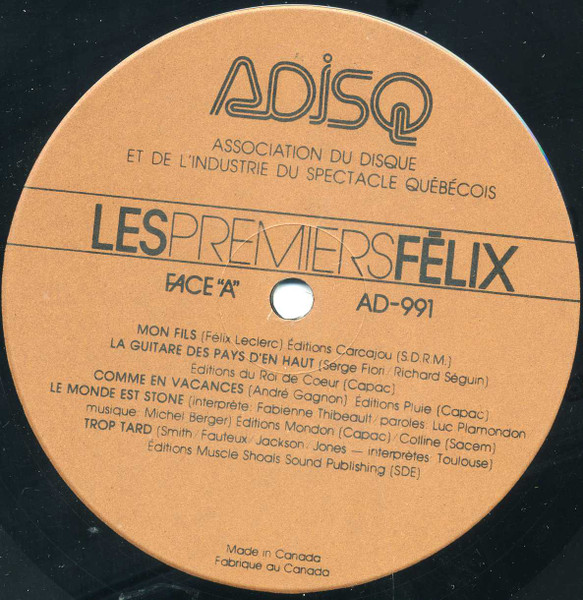 ADISQ
ASSOCIATION DU DISQUE
ET DE L'INDUSTRIE DU SPECTACLE QUÉBÉCOIS
LES PREMIERS FÉLIX
FACE "A" AD-991
MON FILS (Félix Leclerc) Éditions Carcajou (S.D.R.M.)
LA GUITARE DES PAYS D'EN HAUT (Serge Fiori / Richard Séguin)
Éditions du Roi de Coeur (Capac)
COMME EN VACANCES (André Gagnon) Éditions Pluie (Capac)
LE MONDE EST STONE (interprète: Fabienne Thibeault / paroles: Luc Plamondon
musique: Michel Berger) Éditions Mondon (Capac) / Colline (Sacem)
TROP TARD (Smith / Fauteux / Jackson / Jones — interprètes: Toulouse)
Éditions Muscle Shoals Sound Publishing (SDE)
Made in Canada
Fabrique au Canada